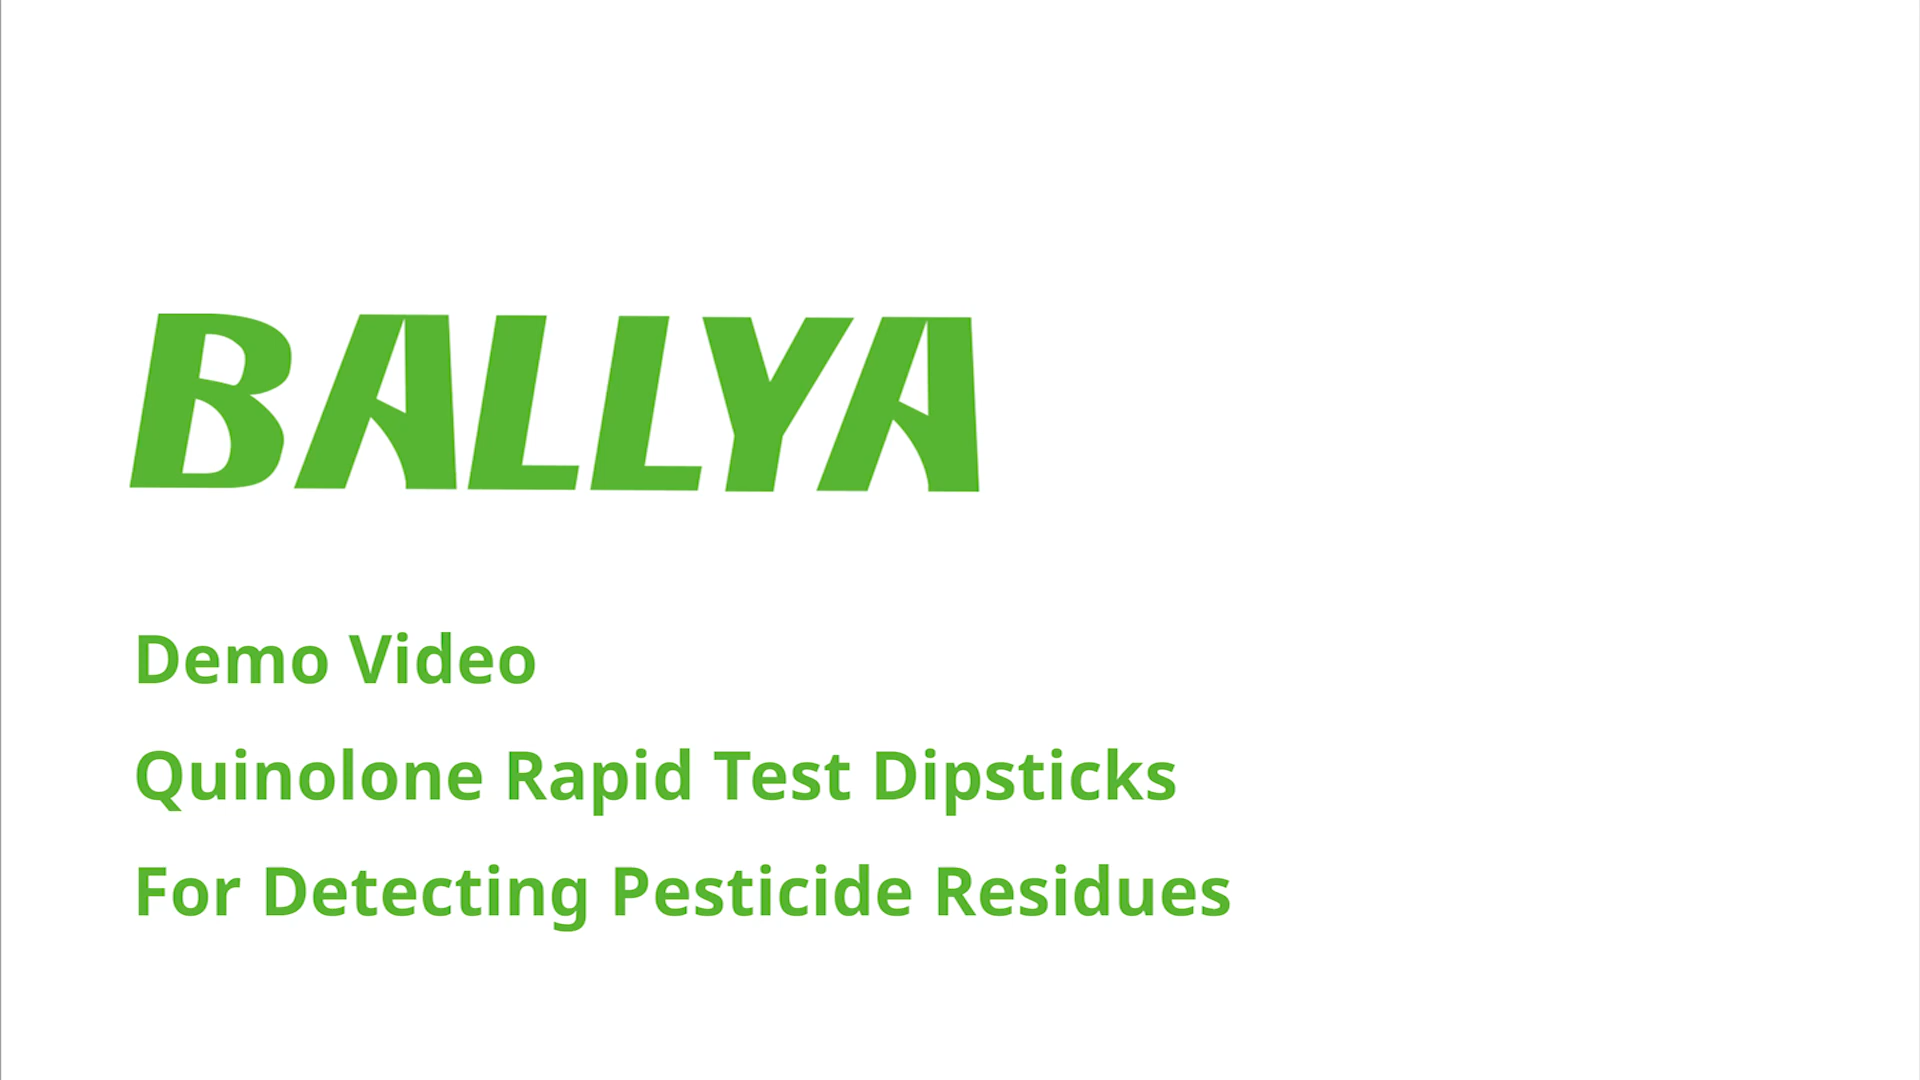 BALLYA
Demo Video
Quinolone Rapid Test Dipsticks
For Detecting Pesticide Residues